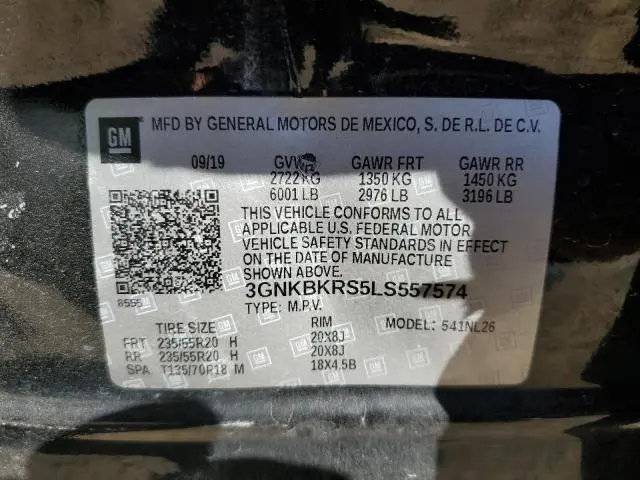 GM MFD BY GENERAL MOTORS DE MEXICO, S. DE R.L. DE C.V.
09/19 GAWR FRT GAWR RR
2722 KG 1350 KG 1450 KG
6001 LB 2976 LB 3196 LB
THIS VEHICLE CONFORMS TO ALL
APPLICABLE U.S. FEDERAL MOTOR
VEHICLE SAFETY STANDARDS IN EFFECT
ON THE DATE OF MANUFACTURE
SHOWN ABOVE.
8555
3GNKBKRS5LS557574
TYPE: M.P.V.
TIRE SIZE RIM MODEL: 541NL26
FRT 235/55R20 H 20X8J
RR 235/55R20 H 20X8J
SPA T135/70R18 M 18X4.5B